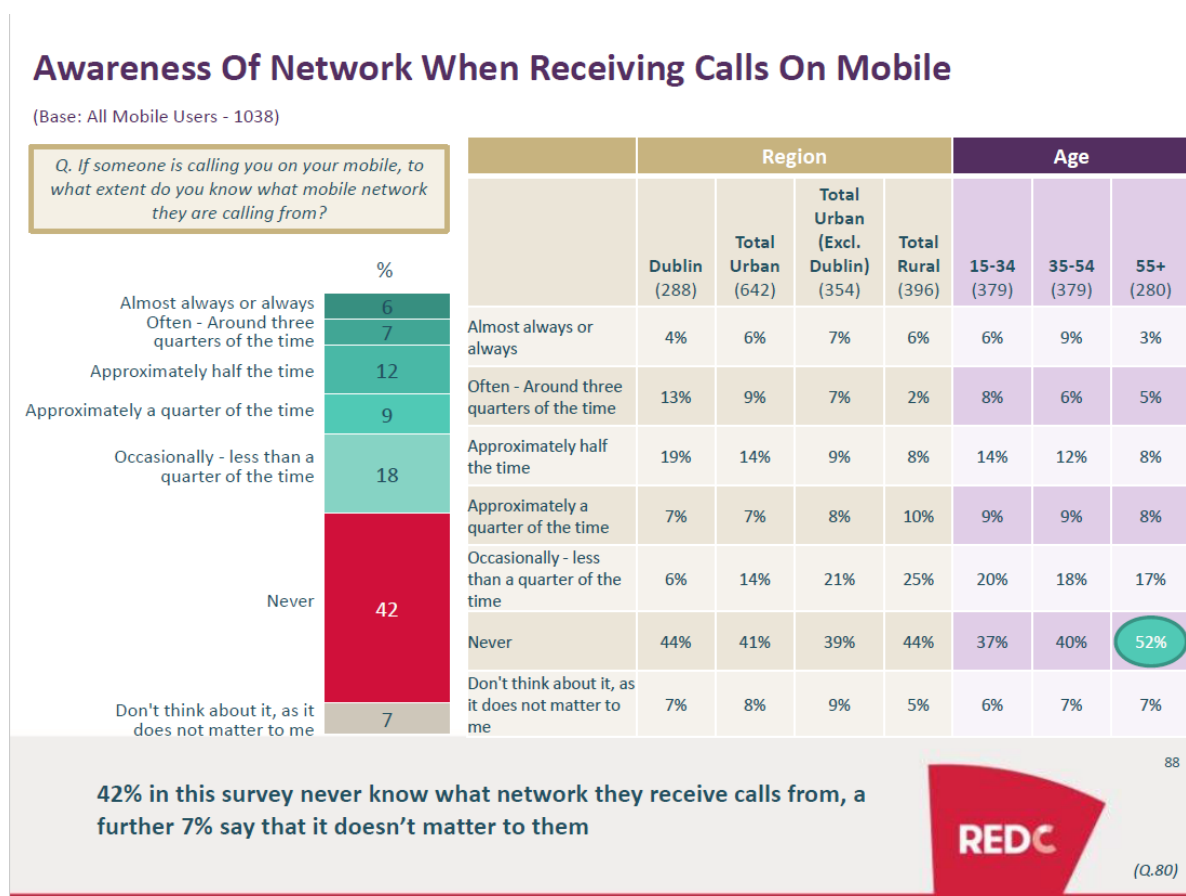 Awareness Of Network When Receiving Calls On Mobile
(Base: All Mobile Users - 1038)
Q. If someone is calling you on your mobile, to
what extent do you know what mobile network
they are calling from?
%
Almost always or always 6
Often - Around three
quarters of the time 7
Approximately half the time 12
Approximately a quarter of the time 9
Occasionally - less than a
quarter of the time 18
Never 42
Don't think about it, as it
does not matter to me 7
Region Age
Dublin (288) Total Urban (642) Total Urban (Excl. Dublin) (354) Total Rural (396) 15-34 (379) 35-54 (379) 55+ (280)
Almost always or
always 4% 6% 7% 6% 6% 9% 3%
Often - Around three
quarters of the time 13% 9% 7% 2% 8% 6% 5%
Approximately half
the time 19% 14% 9% 8% 14% 12% 8%
Approximately a
quarter of the time 7% 7% 8% 10% 9% 9% 8%
Occasionally - less
than a quarter of the
time 6% 14% 21% 25% 20% 18% 17%
Never 44% 41% 39% 44% 37% 40% 52%
Don't think about it, as
it does not matter to
me 7% 8% 9% 5% 6% 7% 7%
42% in this survey never know what network they receive calls from, a
further 7% say that it doesn’t matter to them
88
REDC
(Q.80)